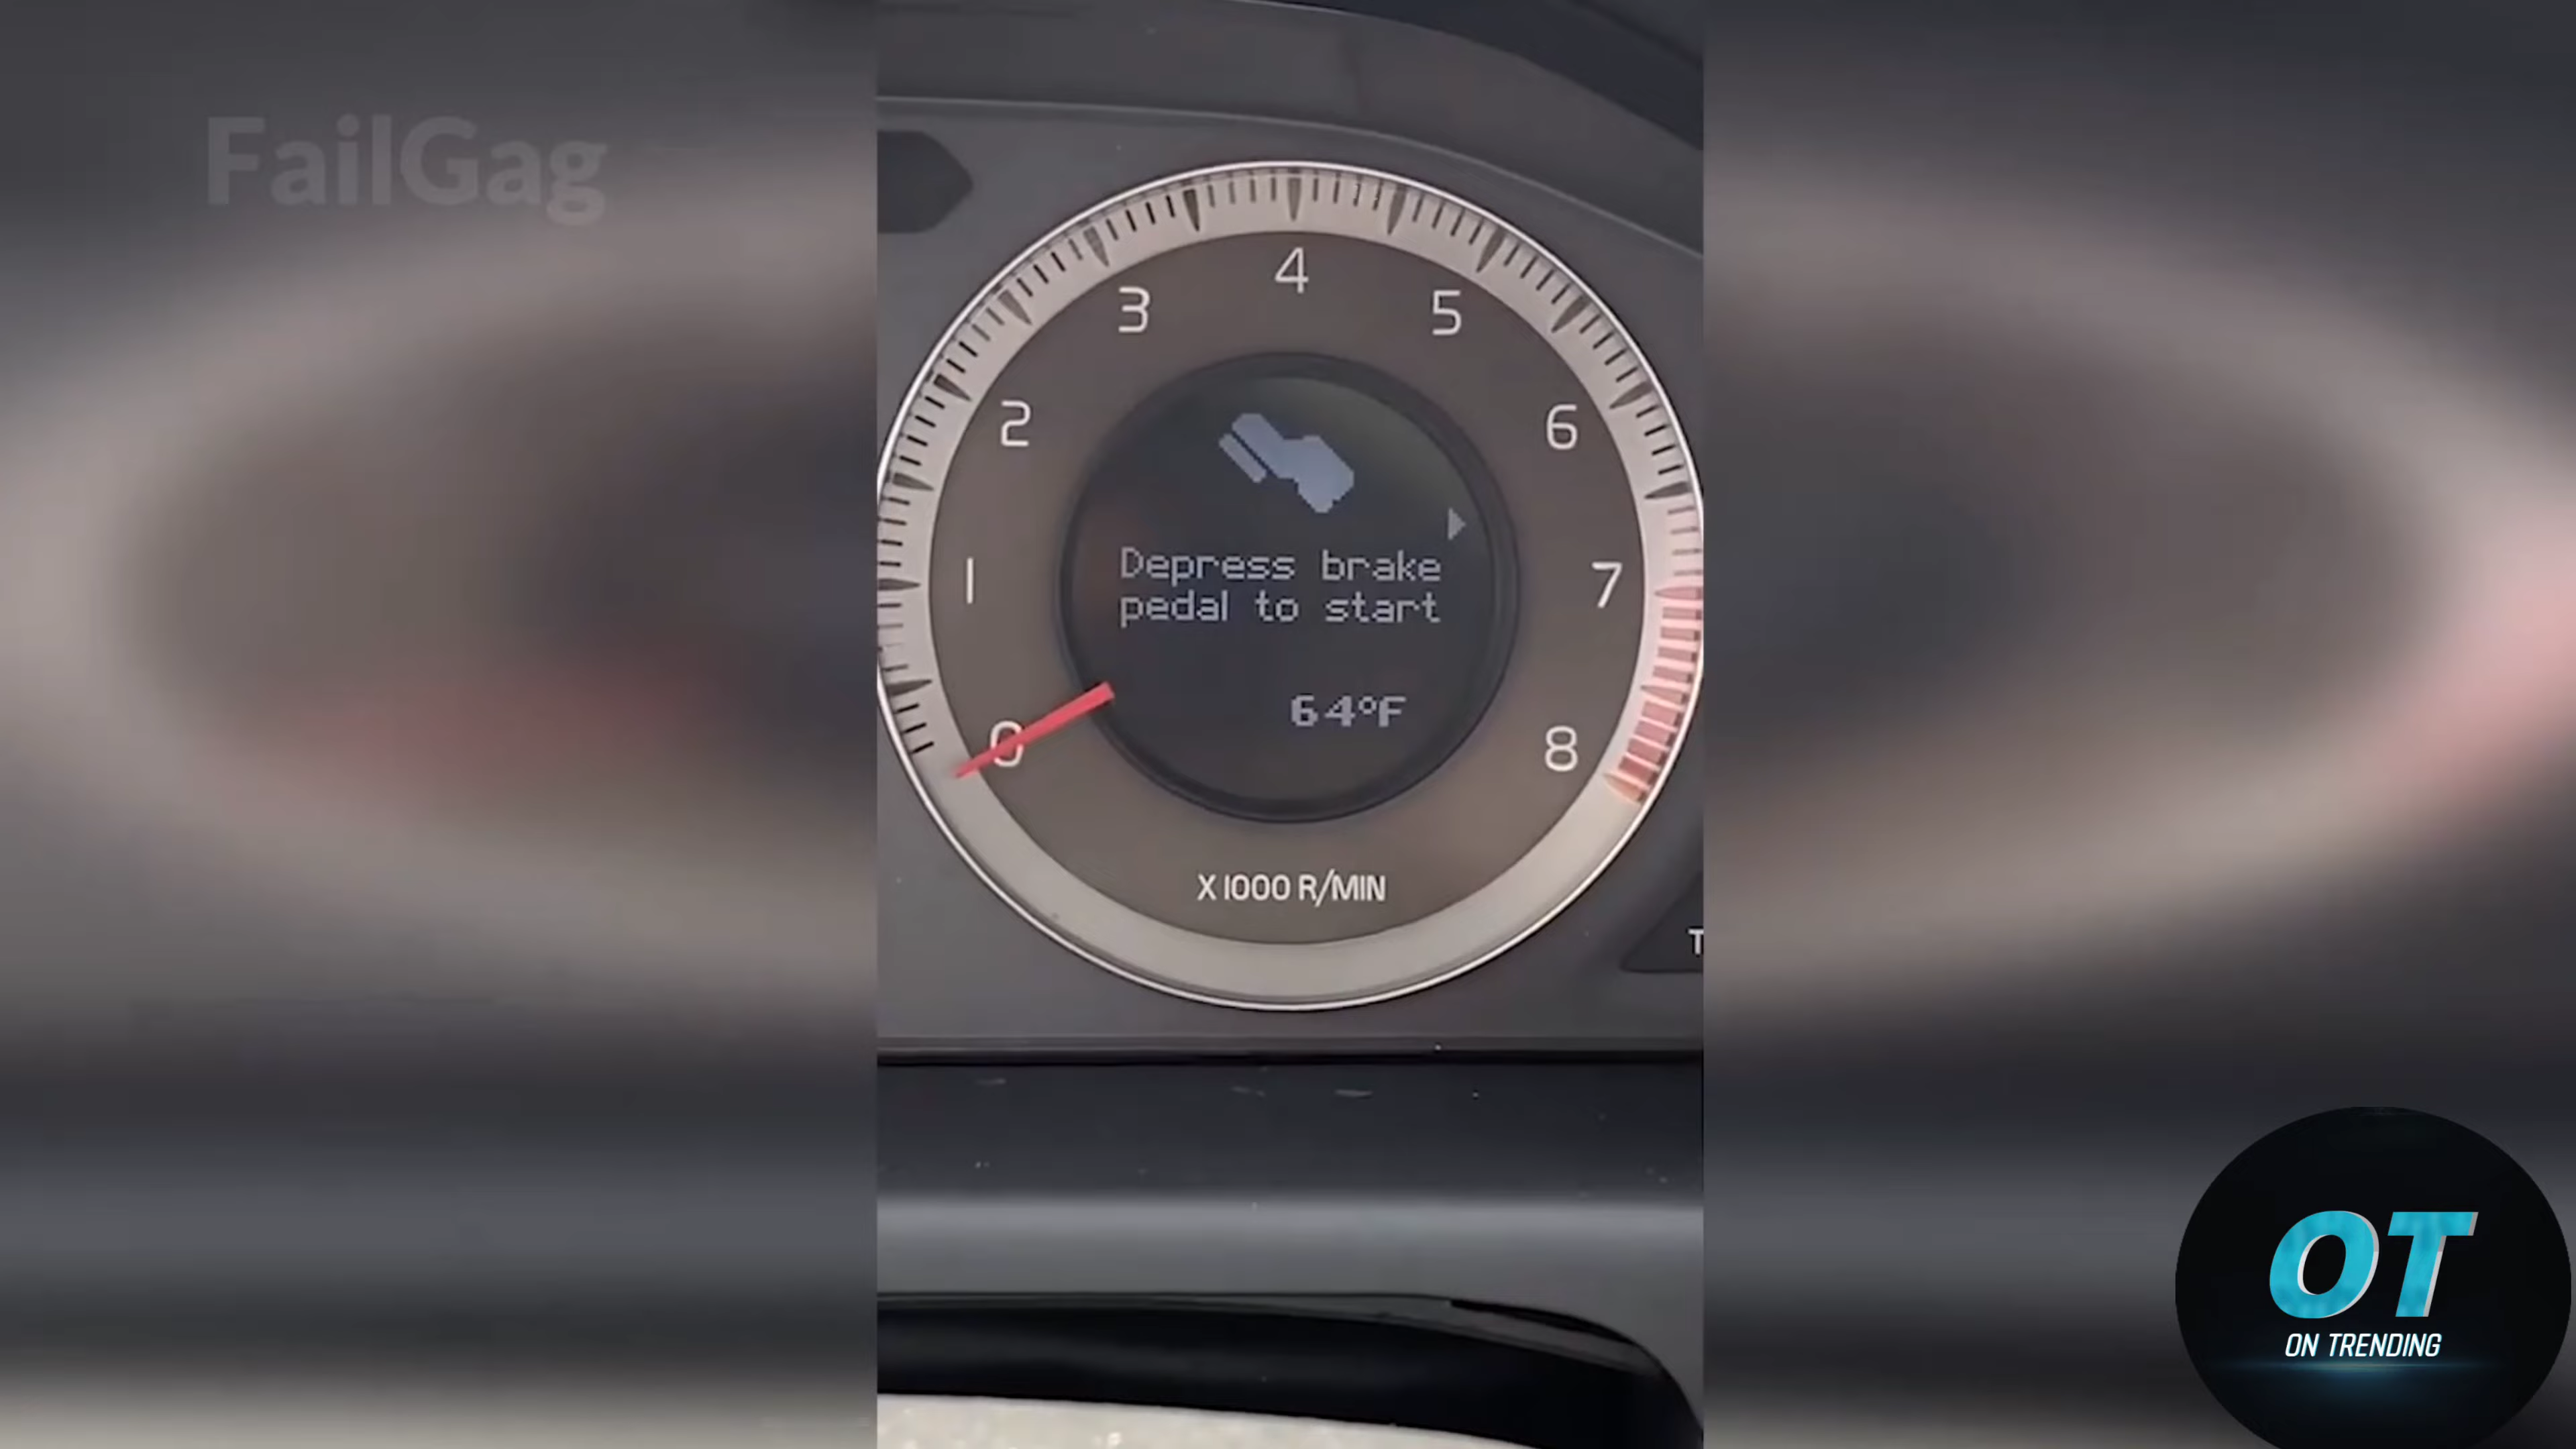 FailGag
4
3
5
2
6
Depress brake
pedal to start
1
7
64°F
0
8
X 1000 R/MIN
T
OT
ON TRENDING